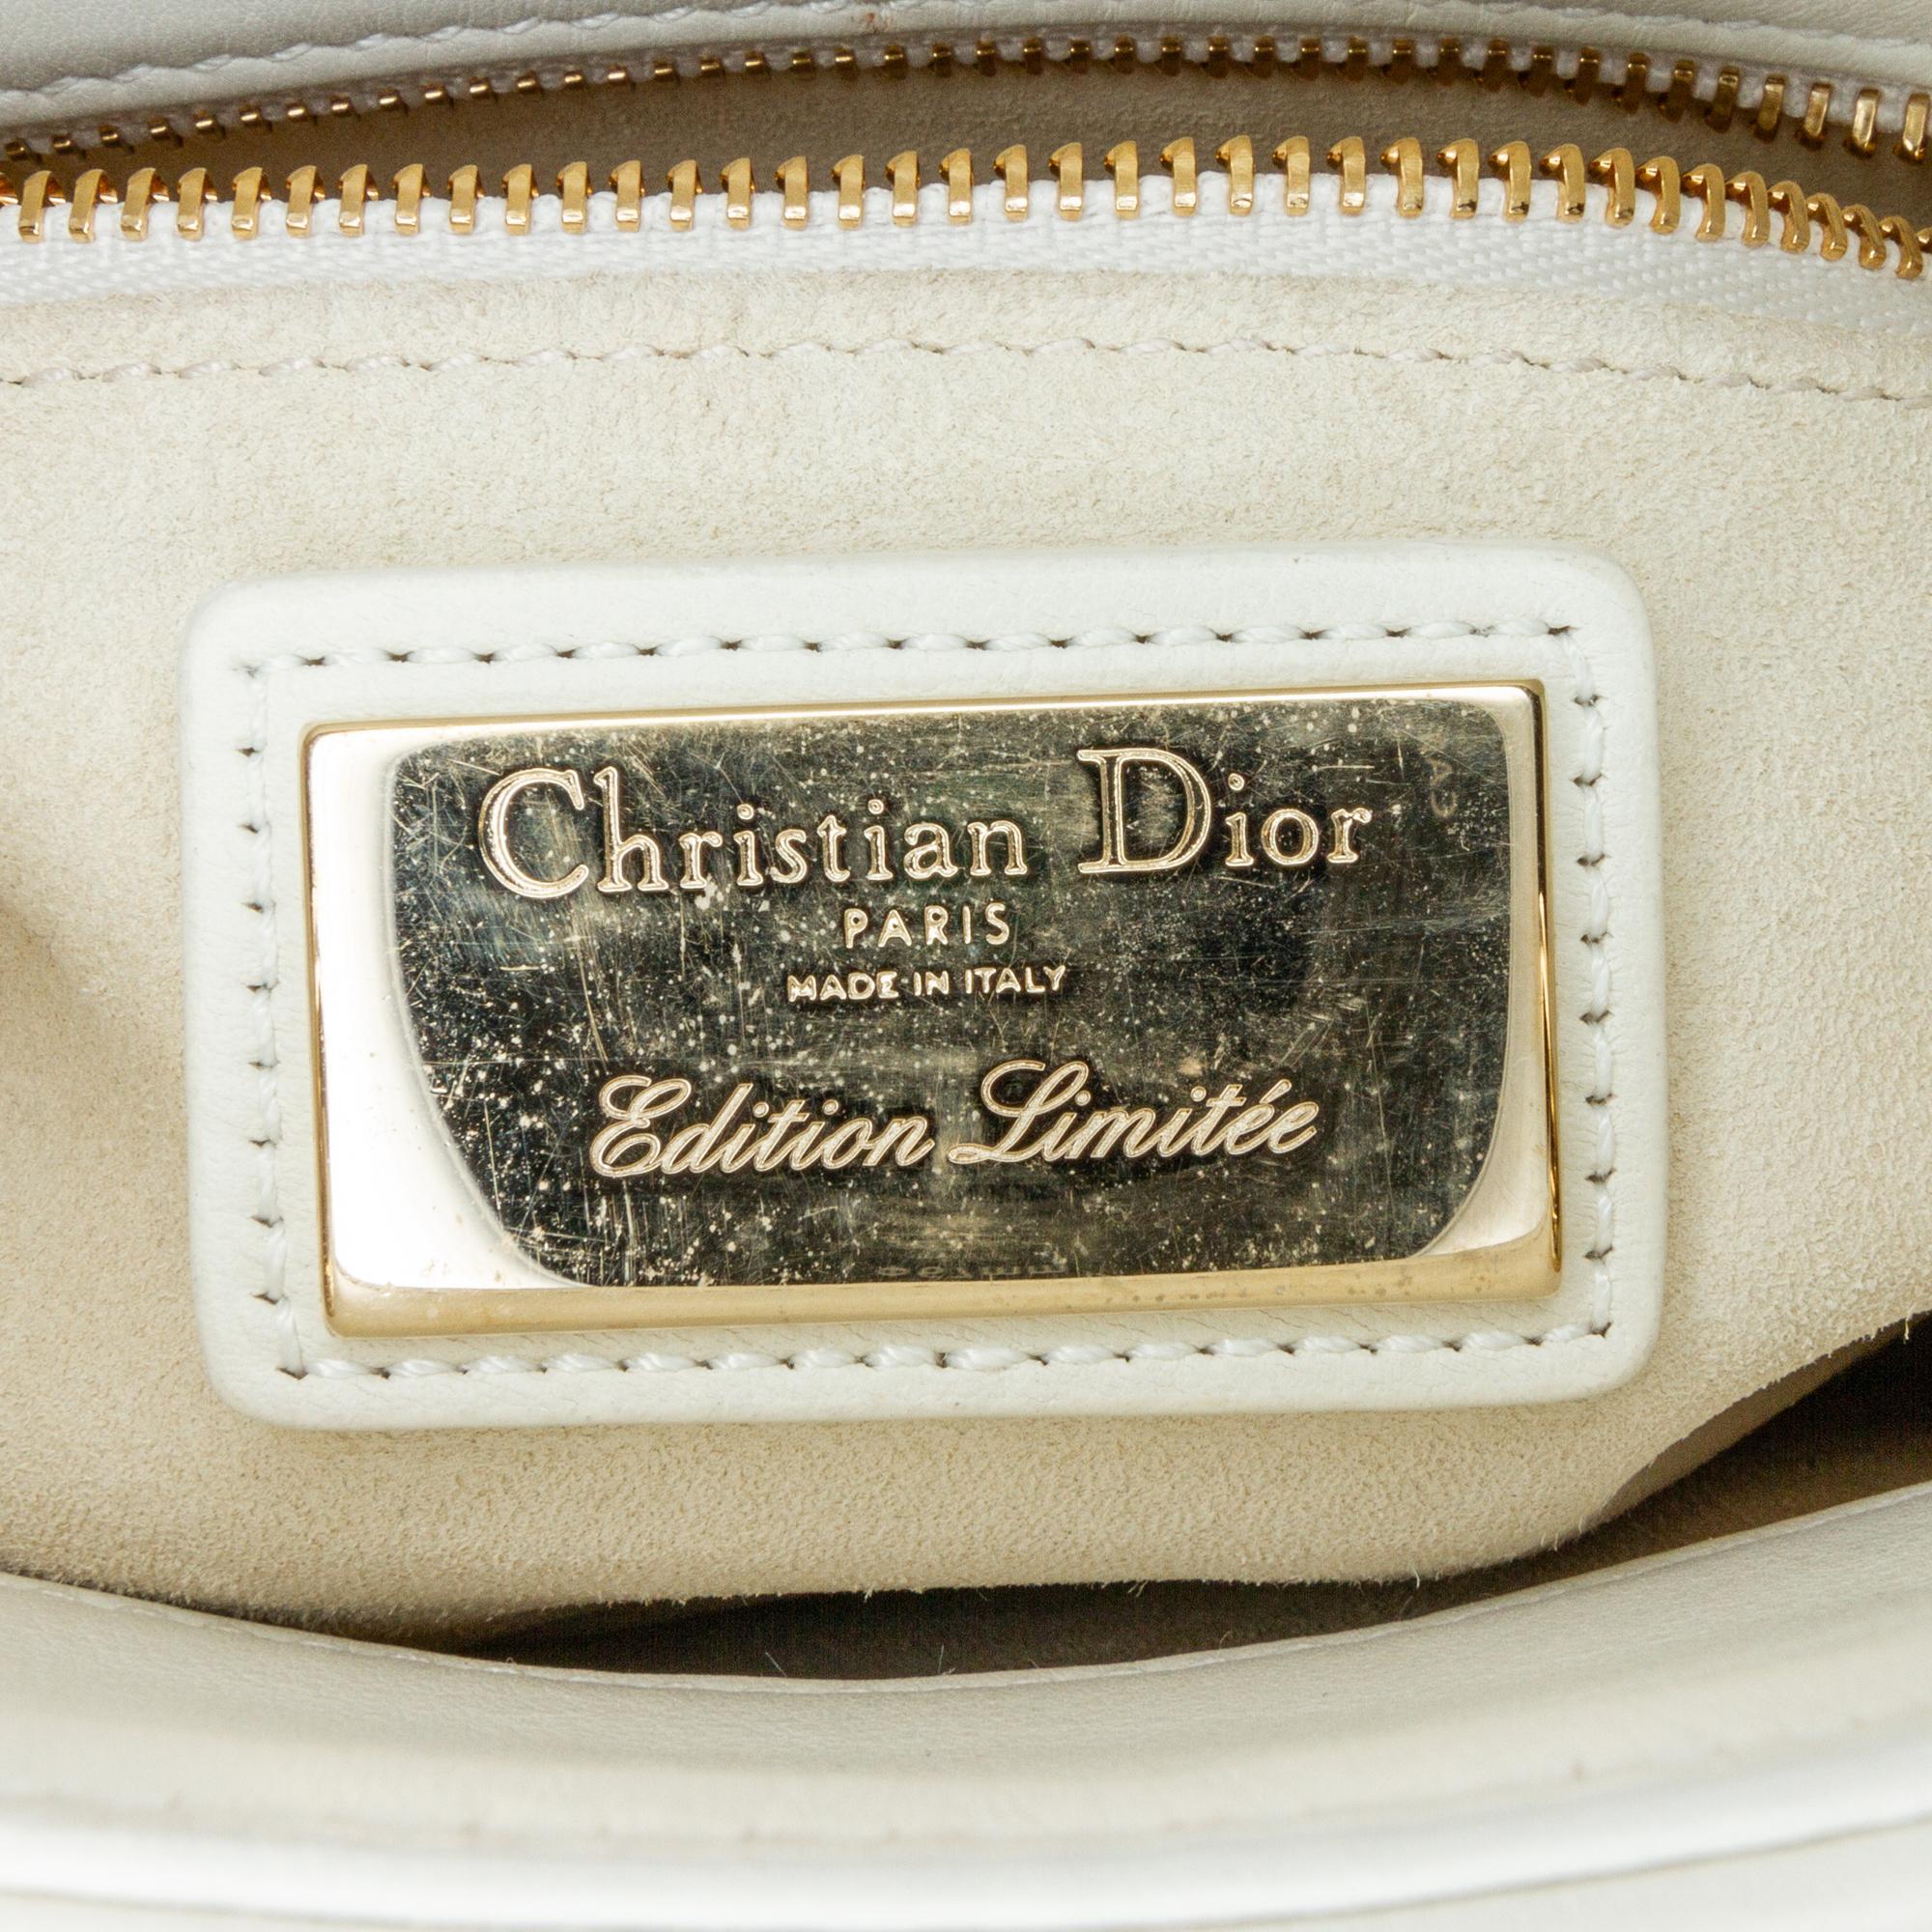 Christian Dior
PARIS
MADE IN ITALY
Edition Limitée